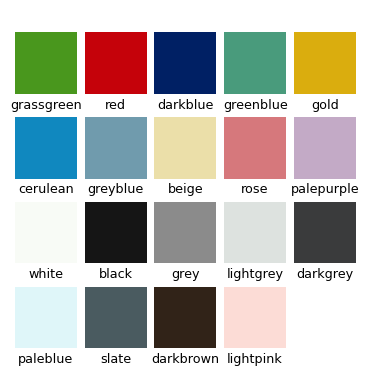 grassgreen red darkblue greenblue gold
cerulean greyblue beige rose palepurple
white black grey lightgrey darkgrey
paleblue slate darkbrown lightpink